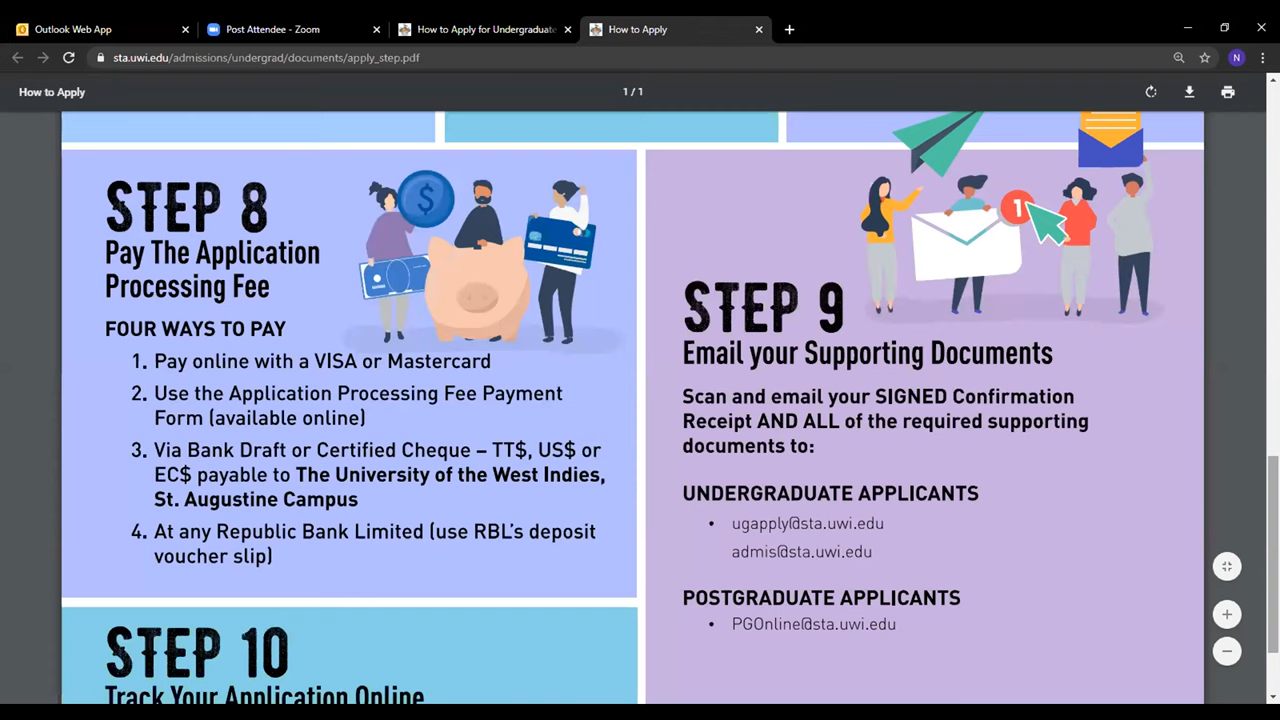 Outlook Web App
Post Attendee - Zoom
How to Apply for Undergraduate
How to Apply
sta.uwi.edu/admissions/undergrad/documents/apply_step.pdf
N
How to Apply
1 / 1
STEP 8
Pay The Application
Processing Fee
FOUR WAYS TO PAY
1. Pay online with a VISA or Mastercard
2. Use the Application Processing Fee Payment
Form (available online)
3. Via Bank Draft or Certified Cheque – TT$, US$ or
EC$ payable to The University of the West Indies,
St. Augustine Campus
4. At any Republic Bank Limited (use RBL's deposit
voucher slip)
$
1
STEP 9
Email your Supporting Documents
Scan and email your SIGNED Confirmation
Receipt AND ALL of the required supporting
documents to:
UNDERGRADUATE APPLICANTS
• ugapply@sta.uwi.edu
admis@sta.uwi.edu
POSTGRADUATE APPLICANTS
• PGOnline@sta.uwi.edu
STEP 10
Track Your Application Online